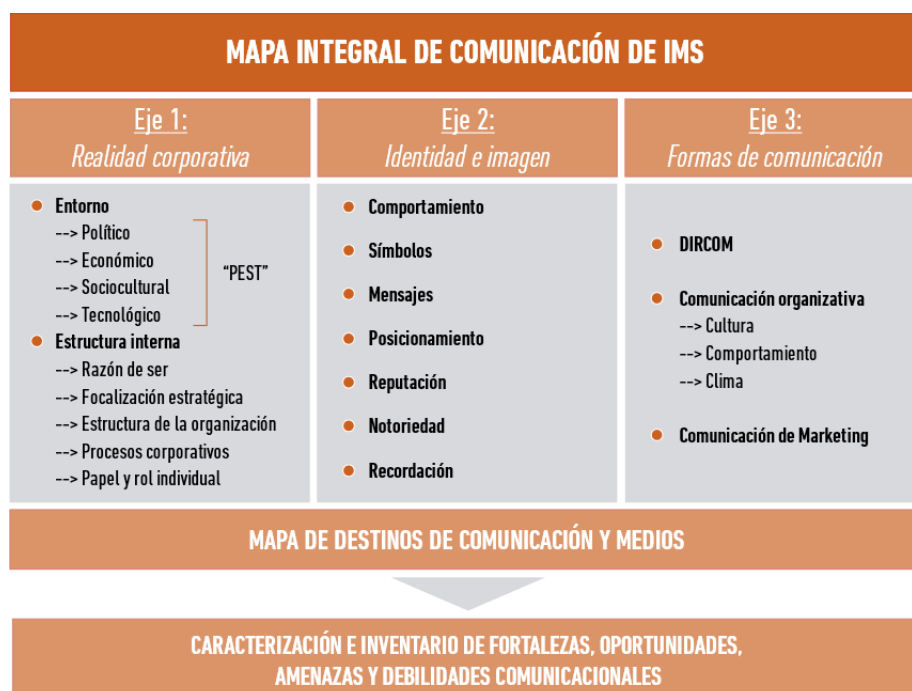 MAPA INTEGRAL DE COMUNICACIÓN DE IMS
Eje 1:
Realidad corporativa
Entorno
--> Político
--> Económico
--> Sociocultural
--> Tecnológico
“PEST”
Estructura interna
--> Razón de ser
--> Focalización estratégica
--> Estructura de la organización
--> Procesos corporativos
--> Papel y rol individual
Eje 2:
Identidad e imagen
Comportamiento
Símbolos
Mensajes
Posicionamiento
Reputación
Notoriedad
Recordación
Eje 3:
Formas de comunicación
DIRCOM
Comunicación organizativa
--> Cultura
--> Comportamiento
--> Clima
Comunicación de Marketing
MAPA DE DESTINOS DE COMUNICACIÓN Y MEDIOS
CARACTERIZACIÓN E INVENTARIO DE FORTALEZAS, OPORTUNIDADES,
AMENAZAS Y DEBILIDADES COMUNICACIONALES